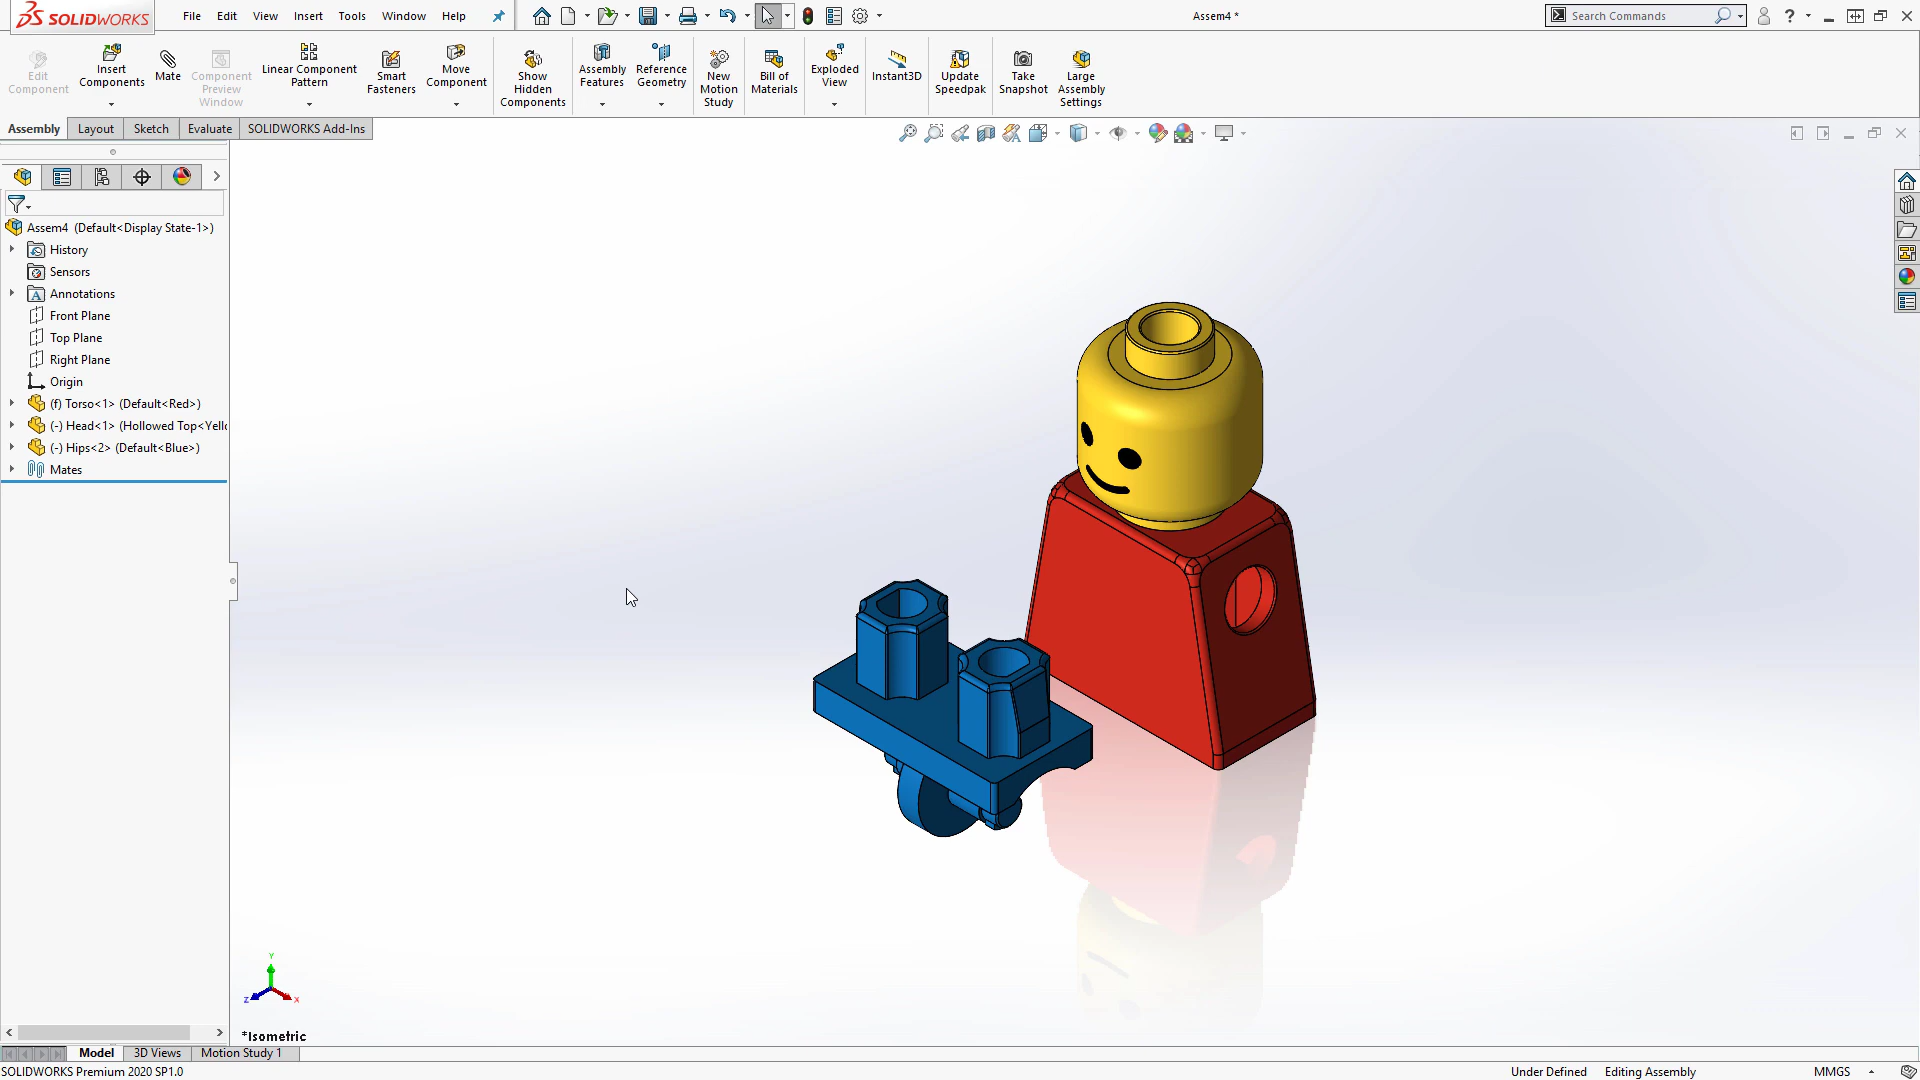 SOLIDWORKS
File Edit View Insert Tools Window Help
Assem4 *
Search Commands
Edit Component
Insert Components
Mate
Component Preview Window
Linear Component Pattern
Smart Fasteners
Move Component
Show Hidden Components
Assembly Features
Reference Geometry
New Motion Study
Bill of Materials
Exploded View
Instant3D
Update Speedpak
Take Snapshot
Large Assembly Settings
Assembly Layout Sketch Evaluate SOLIDWORKS Add-Ins
Assem4 (Default<Display State-1>)
History
Sensors
Annotations
Front Plane
Top Plane
Right Plane
Origin
(f) Torso<1> (Default<Red>)
(-) Head<1> (Hollowed Top<Yell
(-) Hips<2> (Default<Blue>)
Mates
Y
Z X
*Isometric
Model 3D Views Motion Study 1
SOLIDWORKS Premium 2020 SP1.0
Under Defined Editing Assembly MMGS